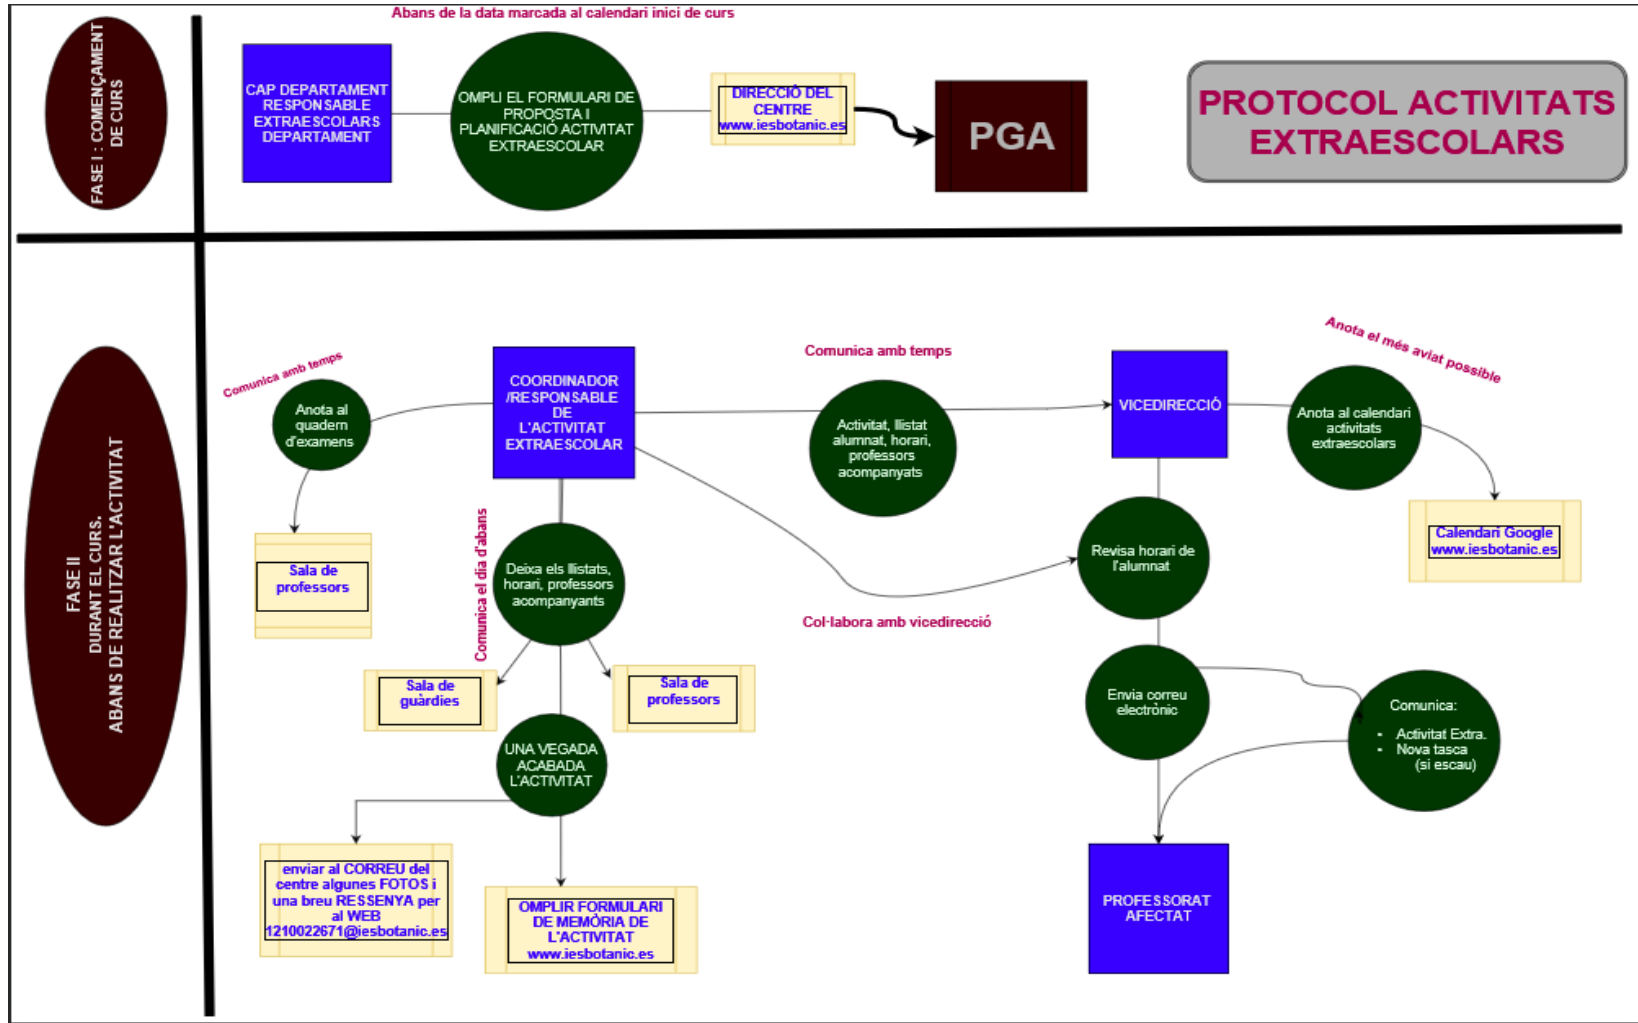 Abans de la data marcada al calendari inici de curs
FASE I : COMENÇAMENT
DE CURS
CAP DEPARTAMENT
RESPONSABLE
EXTRAESCOLARS
DEPARTAMENT
OMPLI EL FORMULARI DE
PROPOSTA I
PLANIFICACIÓ ACTIVITAT
EXTRAESCOLAR
DIRECCIÓ DEL
CENTRE
www.iesbotanic.es
PGA
PROTOCOL ACTIVITATS
EXTRAESCOLARS
FASE II
DURANT EL CURS,
ABANS DE REALITZAR L'ACTIVITAT
Comunica amb temps
Anota al
quadern
d'examens
Sala de
professors
COORDINADOR
/RESPONSABLE
DE
L'ACTIVITAT
EXTRAESCOLAR
Comunica amb temps
Activitat, llistat
alumnat, horari,
professors
acompanyats
VICEDIRECCIÓ
Anota el més aviat possible
Anota al calendari
activitats
extraescolars
Calendari Google
www.iesbotanic.es
Comunica el dia d'abans
Deixa els llistats,
horari, professors
acompanyants
Revisa horari de
l'alumnat
Col·labora amb vicedirecció
Sala de
guàrdies
Sala de
professors
Envia correu
electrònic
Comunica:
- Activitat Extra.
- Nova tasca
(si escau)
UNA VEGADA
ACABADA
L'ACTIVITAT
enviar al CORREU del
centre algunes FOTOS i
una breu RESSENYA per
al WEB
1210022671@iesbotanic.es
OMPLIR FORMULARI
DE MEMÒRIA DE
L'ACTIVITAT
www.iesbotanic.es
PROFESSORAT
AFECTAT